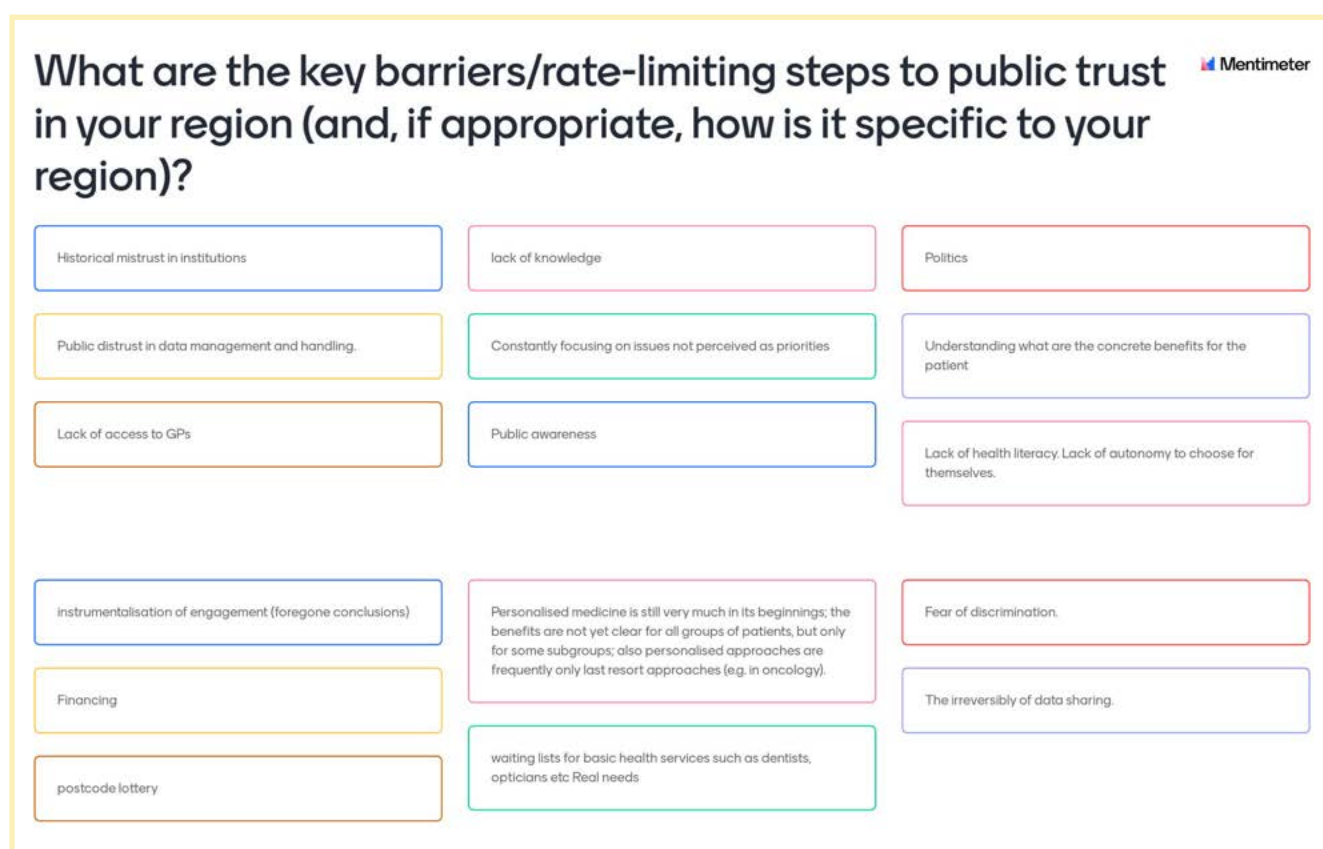 What are the key barriers/rate-limiting steps to public trust
in your region (and, if appropriate, how is it specific to your
region)?
Mentimeter
Historical mistrust in institutions
lack of knowledge
Politics
Public distrust in data management and handling.
Constantly focusing on issues not perceived as priorities
Understanding what are the concrete benefits for the
patient
Lack of access to GPs
Public awareness
Lack of health literacy. Lack of autonomy to choose for
themselves.
instrumentalisation of engagement (foregone conclusions)
Personalised medicine is still very much in its beginnings; the
benefits are not yet clear for all groups of patients, but only
for some subgroups; also personalised approaches are
frequently only last resort approaches (e.g. in oncology).
Fear of discrimination.
Financing
The irreversibly of data sharing.
waiting lists for basic health services such as dentists,
opticians etc Real needs
postcode lottery